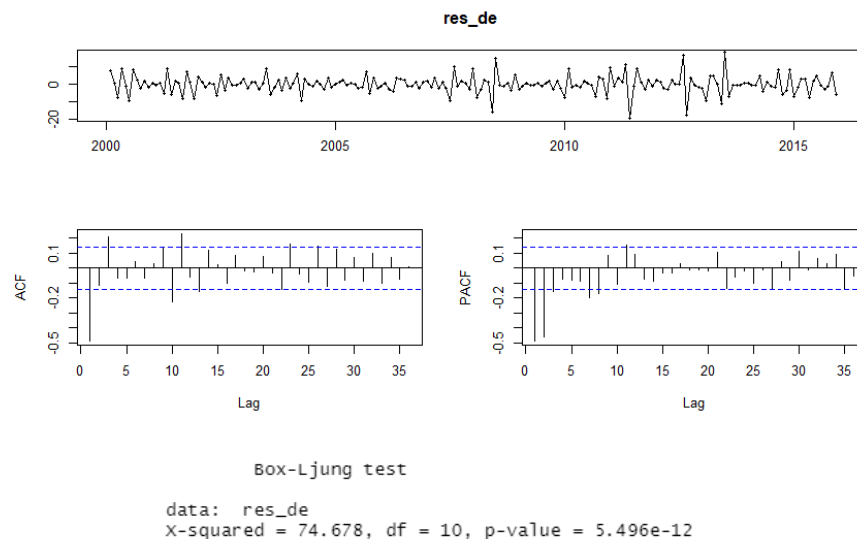 res_de
0
-20
2000 2005 2010 2015
ACF
0.1
-0.2
-0.5
0 5 10 15 20 25 30 35
Lag
PACF
0.1
-0.2
-0.5
0 5 10 15 20 25 30 35
Lag
Box-Ljung test
data: res_de
X-squared = 74.678, df = 10, p-value = 5.496e-12